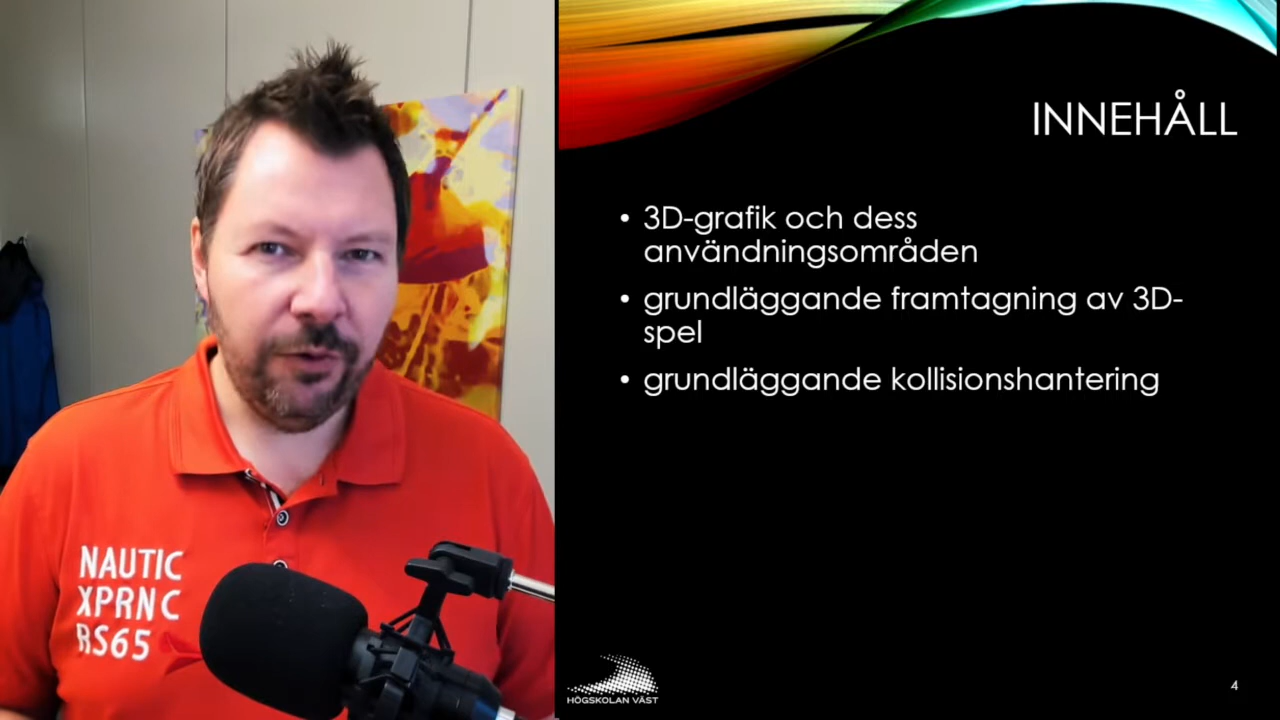 INNEHÅLL
• 3D-grafik och dess
användningsområden
• grundläggande framtagning av 3D-
spel
• grundläggande kollisionshantering
NAUTIC
XPRNC
RS65
HÖGSKOLAN VÄST
4